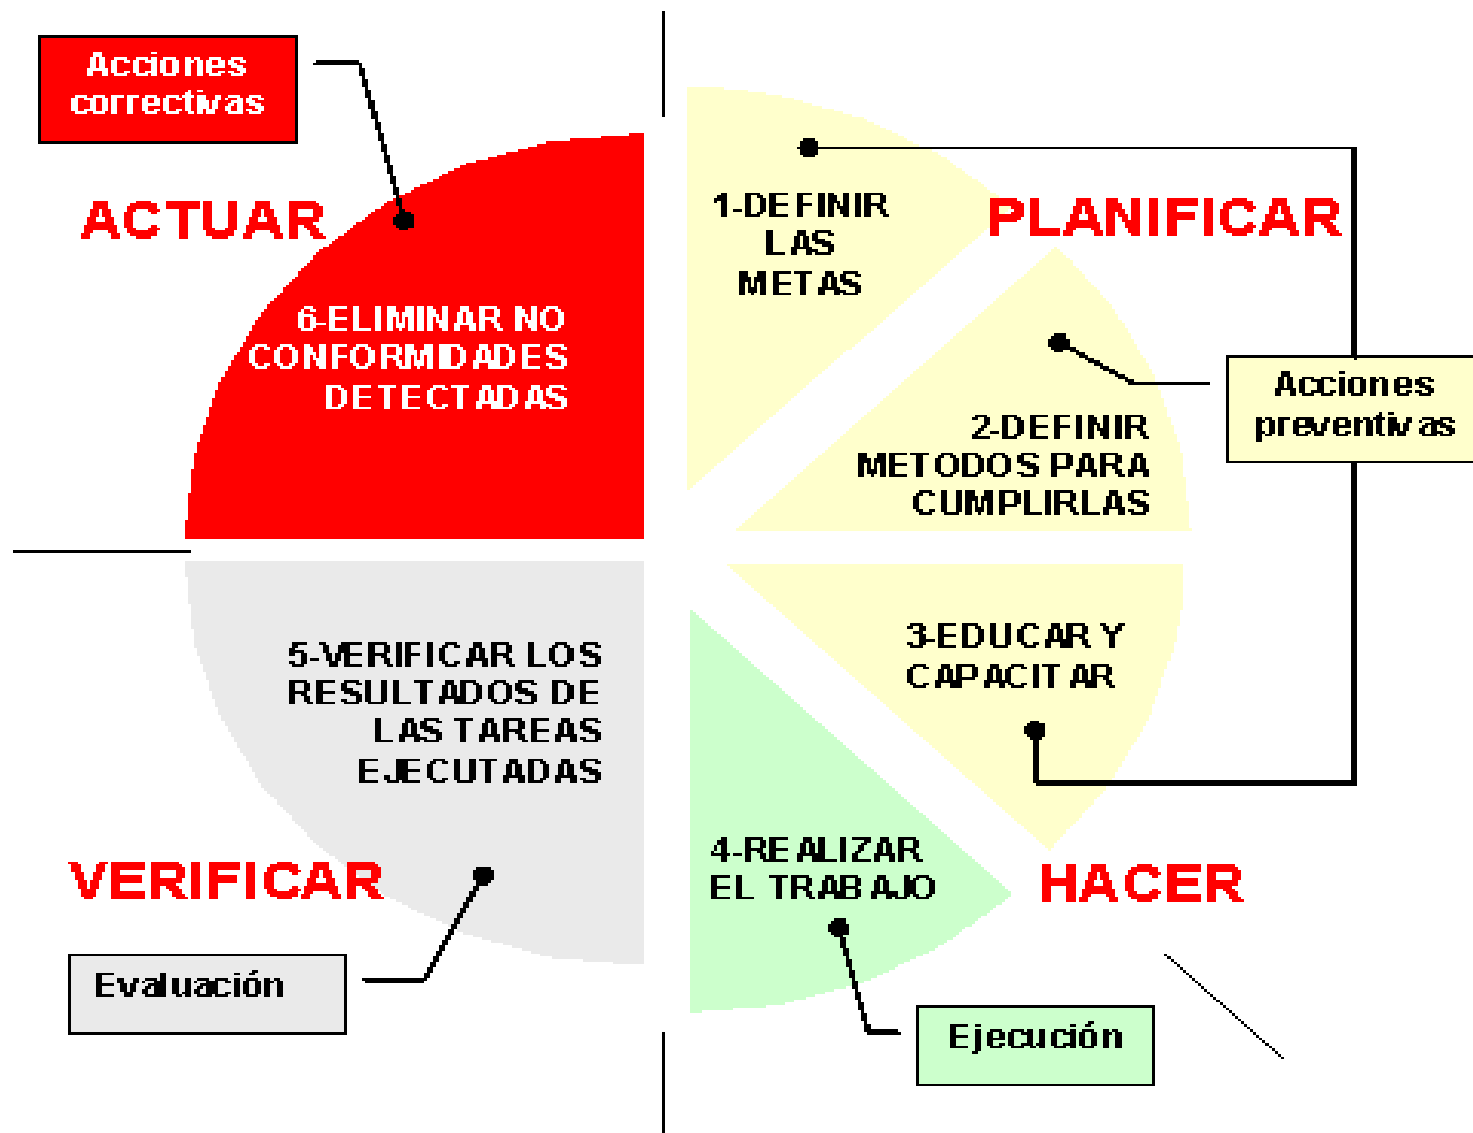 Acciones
correctivas
ACTUAR
6-ELIMINAR NO
CONFORMIDADES
DETECTADAS
1-DEFINIR
LAS
METAS
PLANIFICAR
2-DEFINIR
METODOS PARA
CUMPLIRLAS
Acciones
preventivas
3-EDUCAR Y
CAPACITAR
HACER
4-REALIZAR
EL TRABAJO
Ejecución
5-VERIFICAR LOS
RESULTADOS DE
LAS TAREAS
EJECUTADAS
VERIFICAR
Evaluación